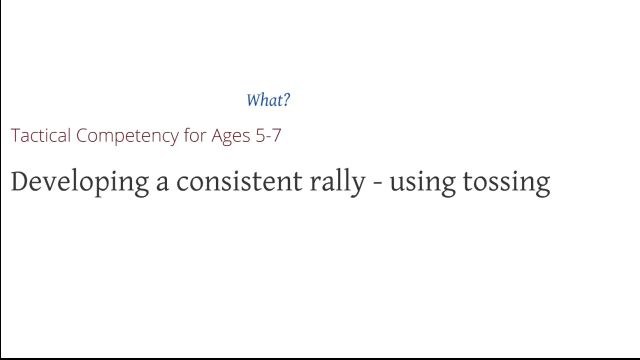 What?
Tactical Competency for Ages 5-7
Developing a consistent rally - using tossing